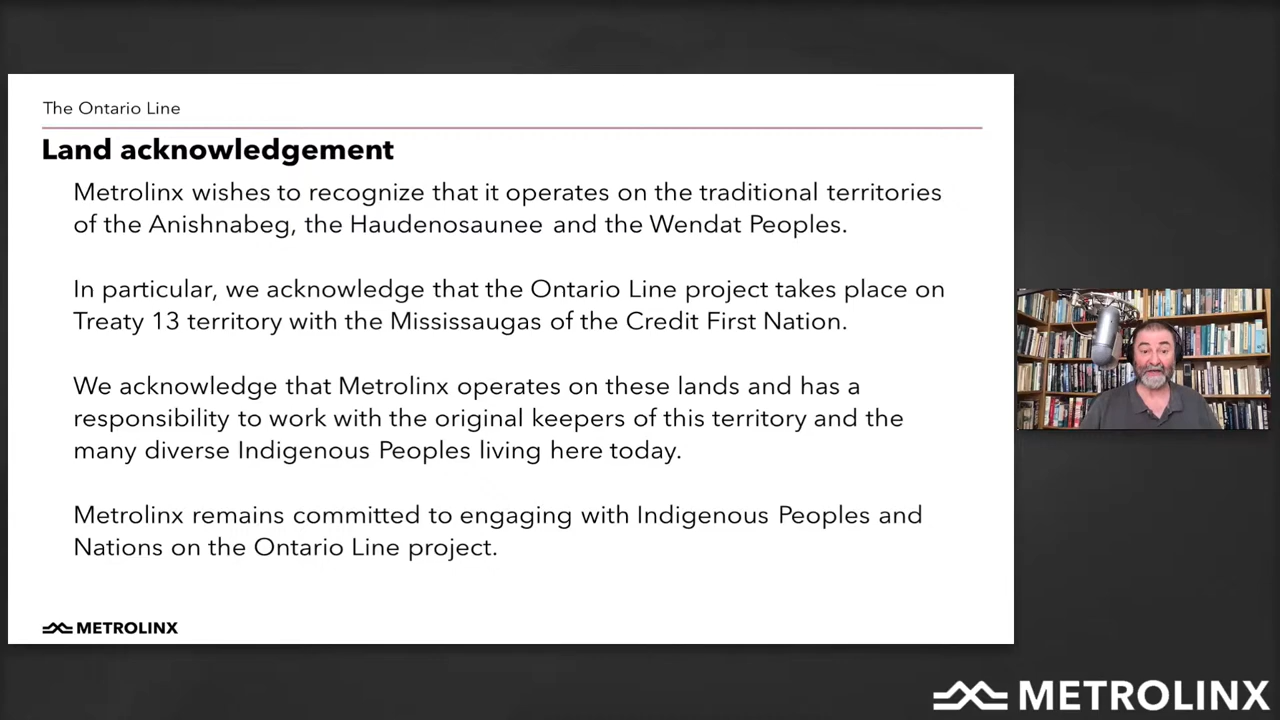 The Ontario Line
Land acknowledgement
Metrolinx wishes to recognize that it operates on the traditional territories
of the Anishnabeg, the Haudenosaunee and the Wendat Peoples.
In particular, we acknowledge that the Ontario Line project takes place on
Treaty 13 territory with the Mississaugas of the Credit First Nation.
We acknowledge that Metrolinx operates on these lands and has a
responsibility to work with the original keepers of this territory and the
many diverse Indigenous Peoples living here today.
Metrolinx remains committed to engaging with Indigenous Peoples and
Nations on the Ontario Line project.
METROLINX
METROLINX